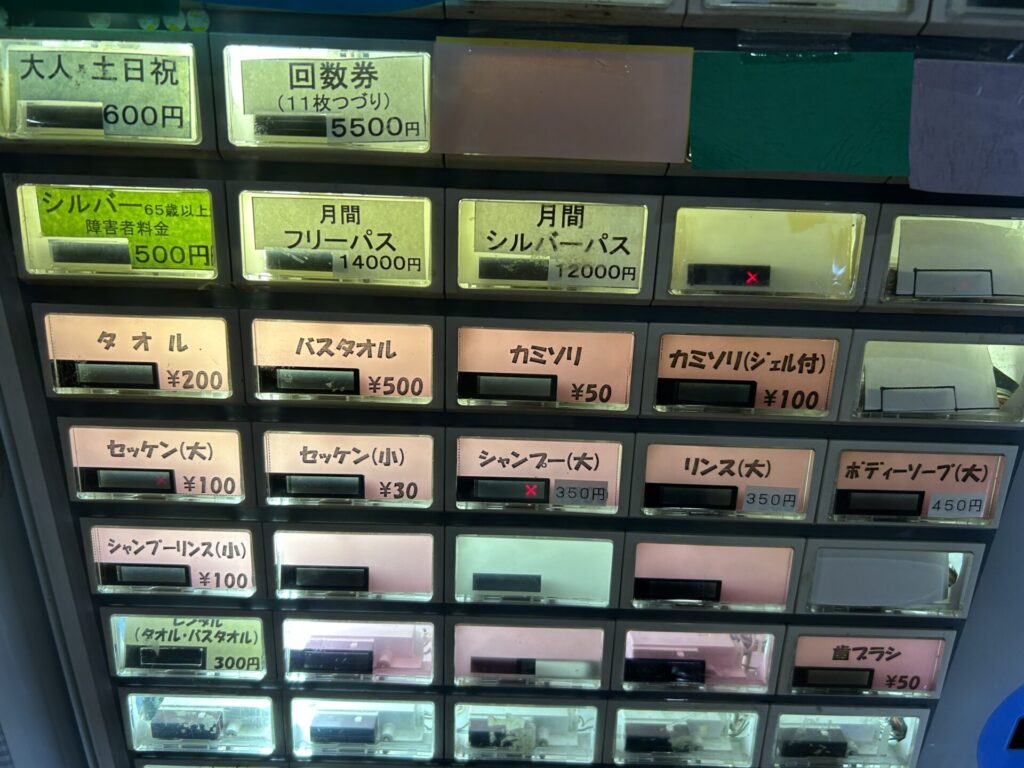 大人・土日祝
600円
回数券
(11枚つづり)
5500円
シルバー65歳以上
障害者料金
500円
月間
フリーパス
14000円
月間
シルバーパス
12000円
×
タオル
¥200
バスタオル
¥500
カミソリ
¥50
カミソリ(ジェル付)
¥100
セッケン(大)
× ¥100
セッケン(小)
¥30
シャンプー(大)
× 350円
リンス(大)
350円
ボディーソープ(大)
450円
シャンプーリンス(小)
¥100
レンタル
(タオル・バスタオル)
300円
歯ブラシ
¥50